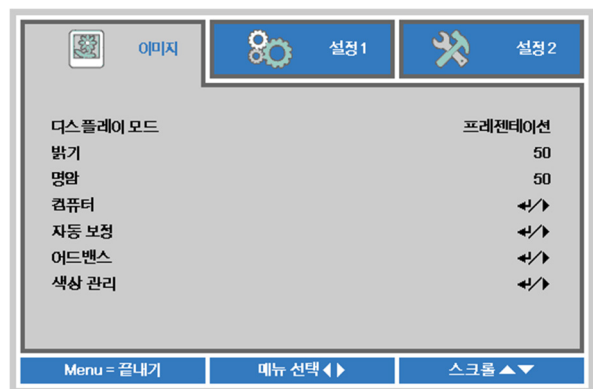 이미지
설정 1
설정 2
디스플레이 모드 프레젠테이션
밝기 50
명암 50
컴퓨터 ↵/▶
자동 보정 ↵/▶
어드밴스 ↵/▶
색상 관리 ↵/▶
Menu = 끝내기
메뉴 선택 ◀▶
스크롤 ▲▼